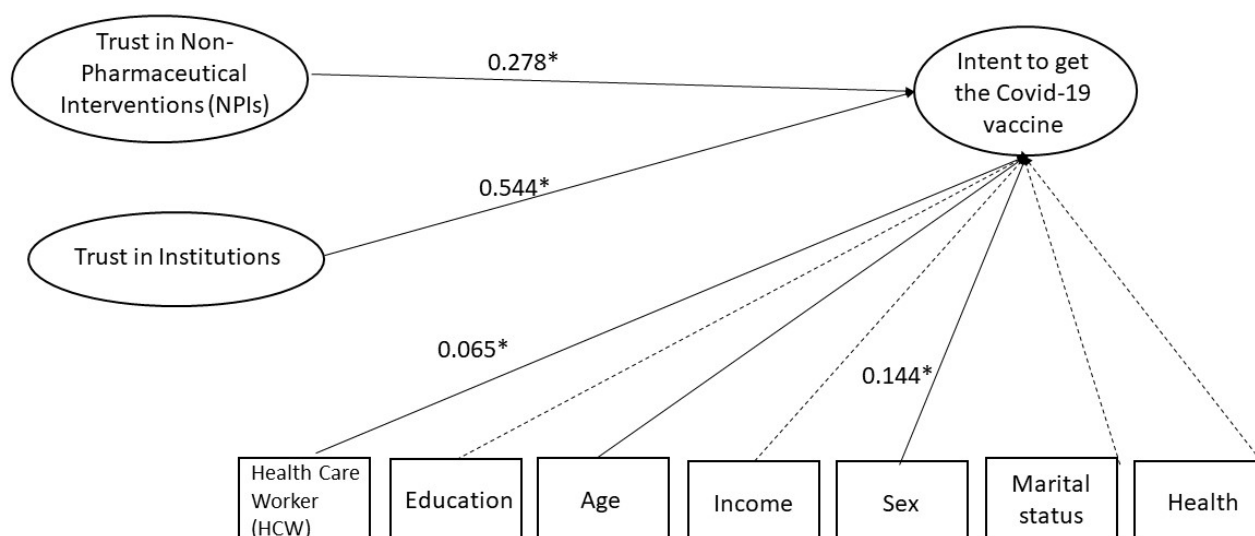 Trust in Non-
Pharmaceutical
Interventions (NPIs)
0.278*
Intent to get
the Covid-19
vaccine
0.544*
Trust in Institutions
0.065*
0.144*
Health Care
Worker
(HCW)
Education
Age
Income
Sex
Marital
status
Health